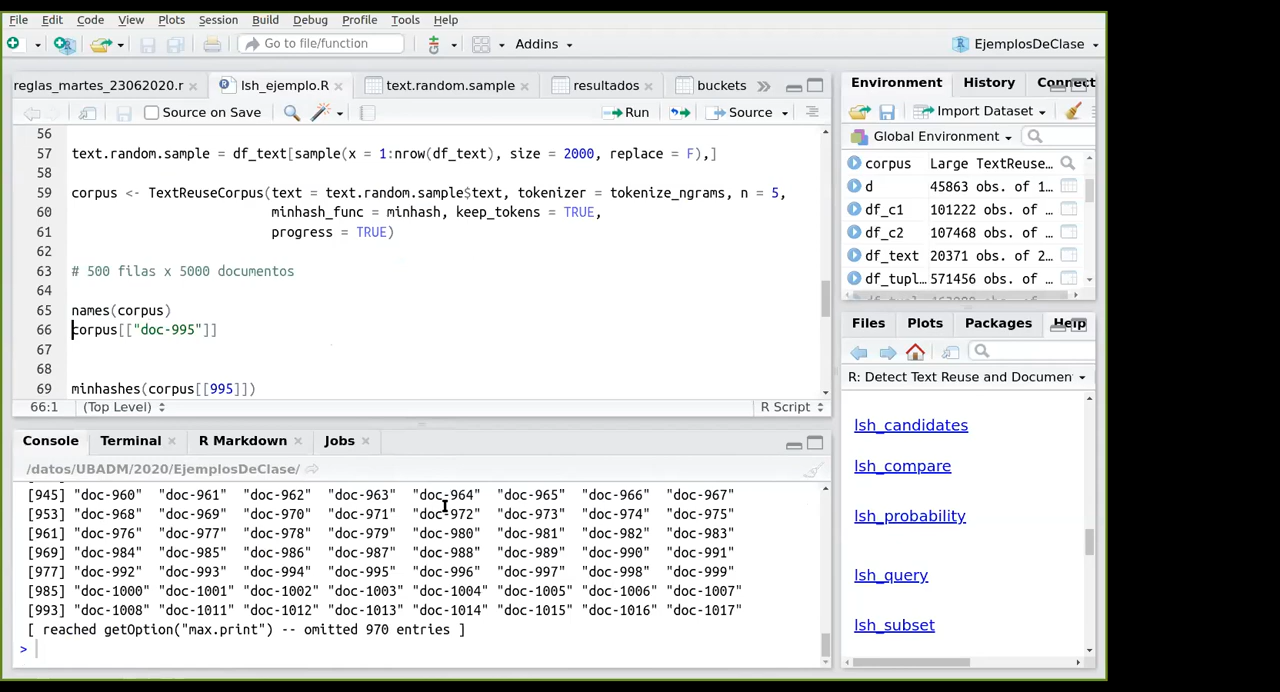 File Edit Code View Plots Session Build Debug Profile Tools Help
Go to file/function Addins EjemplosDeClase
reglas_martes_23062020.r lsh_ejemplo.R text.random.sample resultados buckets
Source on Save Run Source
56
57 text.random.sample = df_text[sample(x = 1:nrow(df_text), size = 2000, replace = F),]
58
59 corpus <- TextReuseCorpus(text = text.random.sample$text, tokenizer = tokenize_ngrams, n = 5,
60 minhash_func = minhash, keep_tokens = TRUE,
61 progress = TRUE)
62
63 # 500 filas x 5000 documentos
64
65 names(corpus)
66 corpus[["doc-995"]]
67
68
69 minhashes(corpus[[995]])
66:1 (Top Level) R Script
Console Terminal R Markdown Jobs
/datos/UBADM/2020/EjemplosDeClase/
[945] "doc-960" "doc-961" "doc-962" "doc-963" "doc-964" "doc-965" "doc-966" "doc-967"
[953] "doc-968" "doc-969" "doc-970" "doc-971" "doc-972" "doc-973" "doc-974" "doc-975"
[961] "doc-976" "doc-977" "doc-978" "doc-979" "doc-980" "doc-981" "doc-982" "doc-983"
[969] "doc-984" "doc-985" "doc-986" "doc-987" "doc-988" "doc-989" "doc-990" "doc-991"
[977] "doc-992" "doc-993" "doc-994" "doc-995" "doc-996" "doc-997" "doc-998" "doc-999"
[985] "doc-1000" "doc-1001" "doc-1002" "doc-1003" "doc-1004" "doc-1005" "doc-1006" "doc-1007"
[993] "doc-1008" "doc-1011" "doc-1012" "doc-1013" "doc-1014" "doc-1015" "doc-1016" "doc-1017"
[ reached getOption("max.print") -- omitted 970 entries ]
>
Environment History Connect
Import Dataset
Global Environment
corpus Large TextReuse…
d 45863 obs. of 1…
df_c1 101222 obs. of …
df_c2 107468 obs. of …
df_text 20371 obs. of 2…
df_tupl… 571456 obs. of …
Files Plots Packages Help
R: Detect Text Reuse and Documen
lsh_candidates
lsh_compare
lsh_probability
lsh_query
lsh_subset